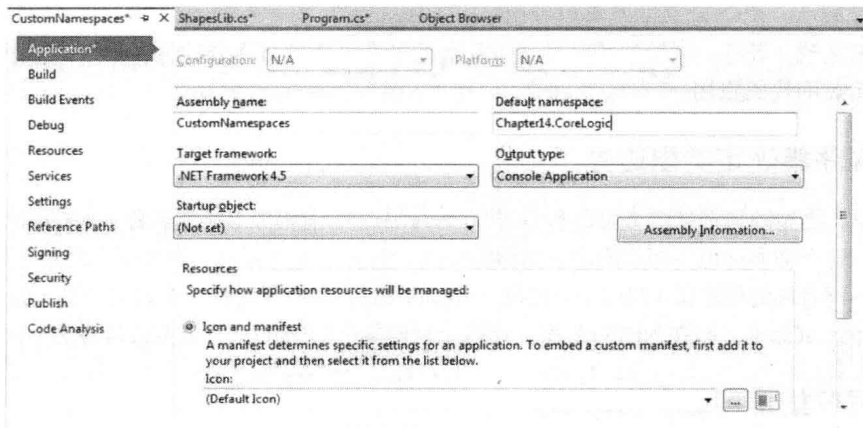 CustomNamespaces* ShapesLib.cs* Program.cs* Object Browser
Application*
Build
Build Events
Debug
Resources
Services
Settings
Reference Paths
Signing
Security
Publish
Code Analysis
Configuration: N/A Platform: N/A
Assembly name: Default namespace:
CustomNamespaces Chapter14.CoreLogic
Target framework: Output type:
.NET Framework 4.5 Console Application
Startup object:
(Not set) Assembly Information...
Resources
Specify how application resources will be managed:
Icon and manifest
A manifest determines specific settings for an application. To embed a custom manifest, first add it to
your project and then select it from the list below.
Icon:
(Default Icon) ...